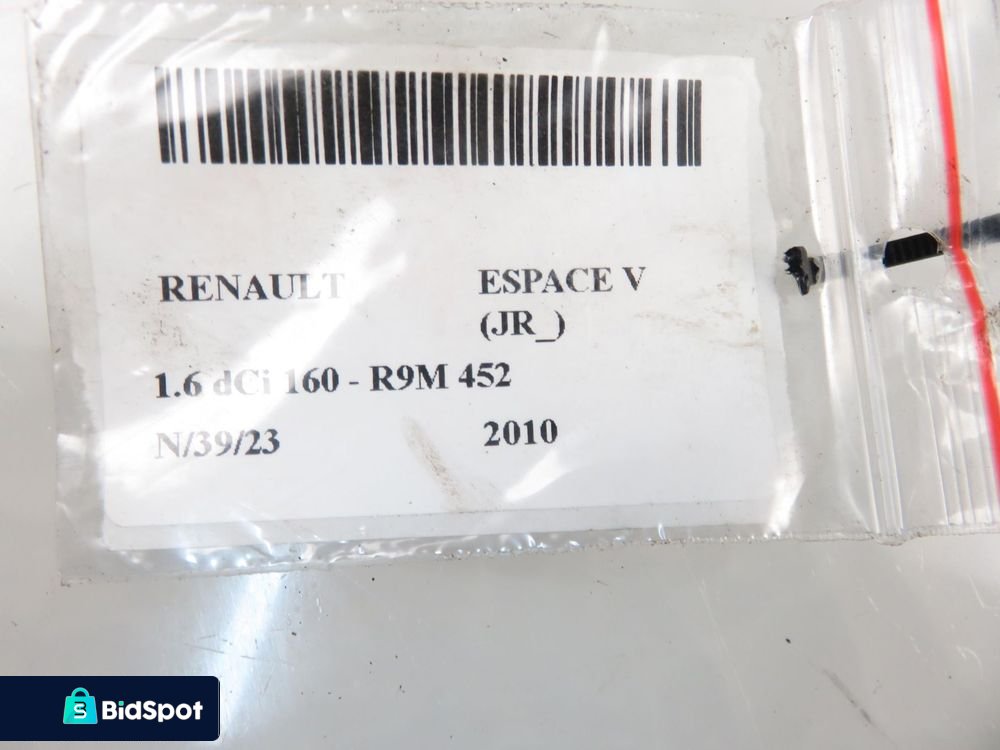 RENAULT ESPACE V
(JR_)
1.6 dCi 160 - R9M 452
N/39/23 2010
S BidSpot